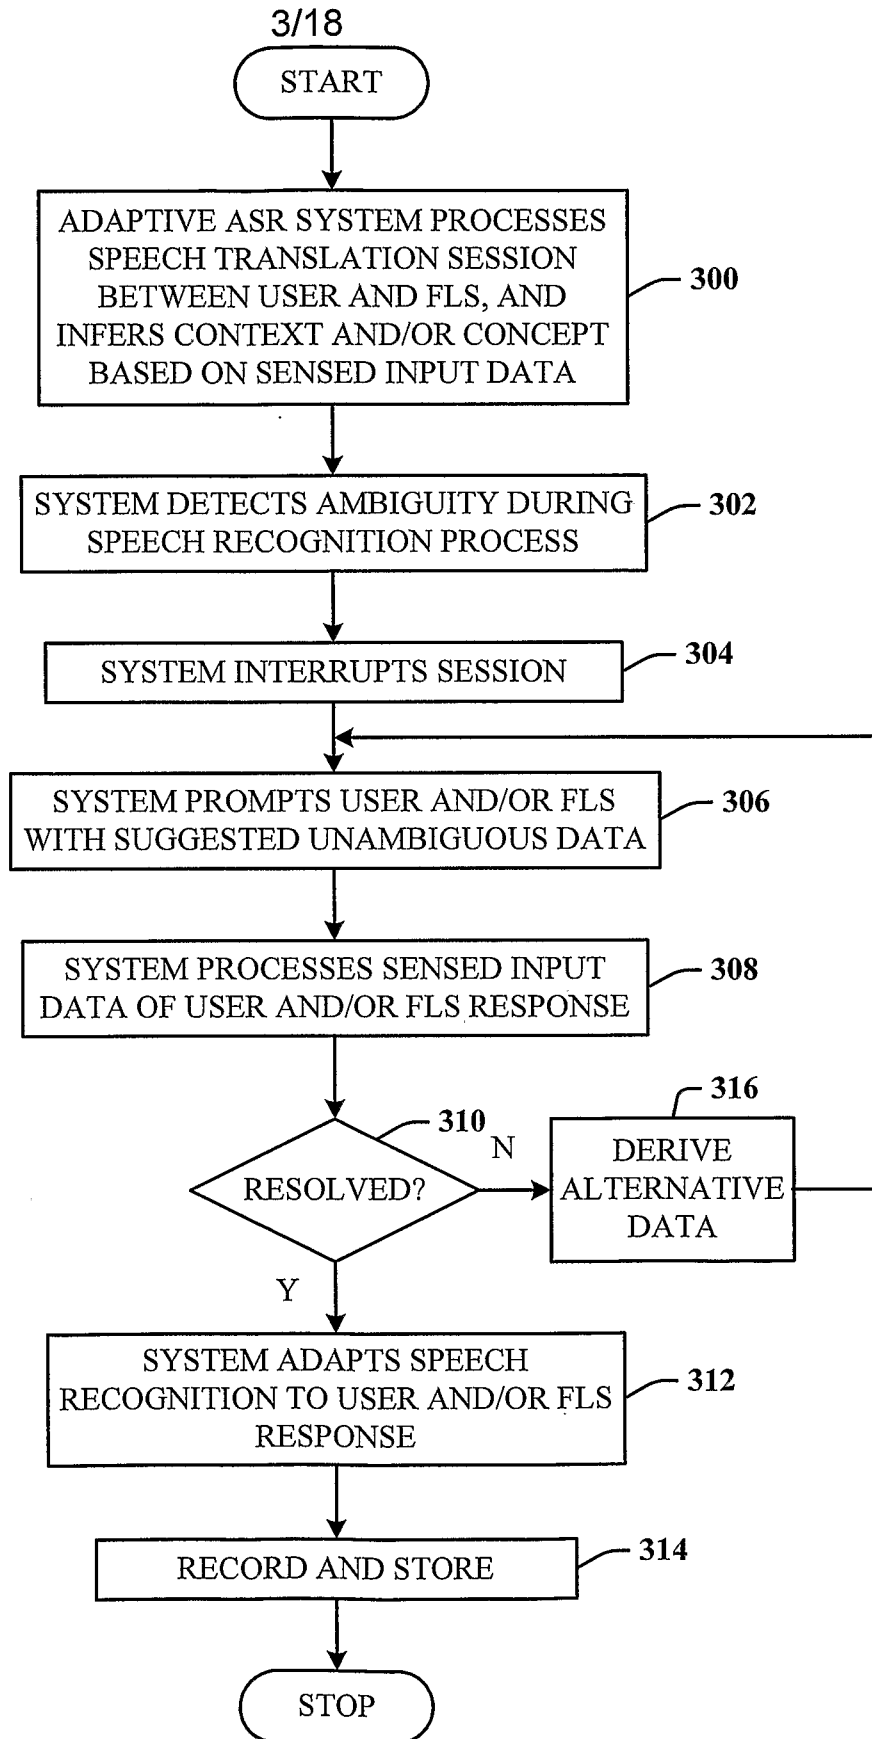 3/18
START
ADAPTIVE ASR SYSTEM PROCESSES
SPEECH TRANSLATION SESSION
BETWEEN USER AND FLS, AND
INFERS CONTEXT AND/OR CONCEPT
BASED ON SENSED INPUT DATA
300
SYSTEM DETECTS AMBIGUITY DURING
SPEECH RECOGNITION PROCESS
302
SYSTEM INTERRUPTS SESSION
304
SYSTEM PROMPTS USER AND/OR FLS
WITH SUGGESTED UNAMBIGUOUS DATA
306
SYSTEM PROCESSES SENSED INPUT
DATA OF USER AND/OR FLS RESPONSE
308
RESOLVED?
310
N
DERIVE
ALTERNATIVE
DATA
316
Y
SYSTEM ADAPTS SPEECH
RECOGNITION TO USER AND/OR FLS
RESPONSE
312
RECORD AND STORE
314
STOP